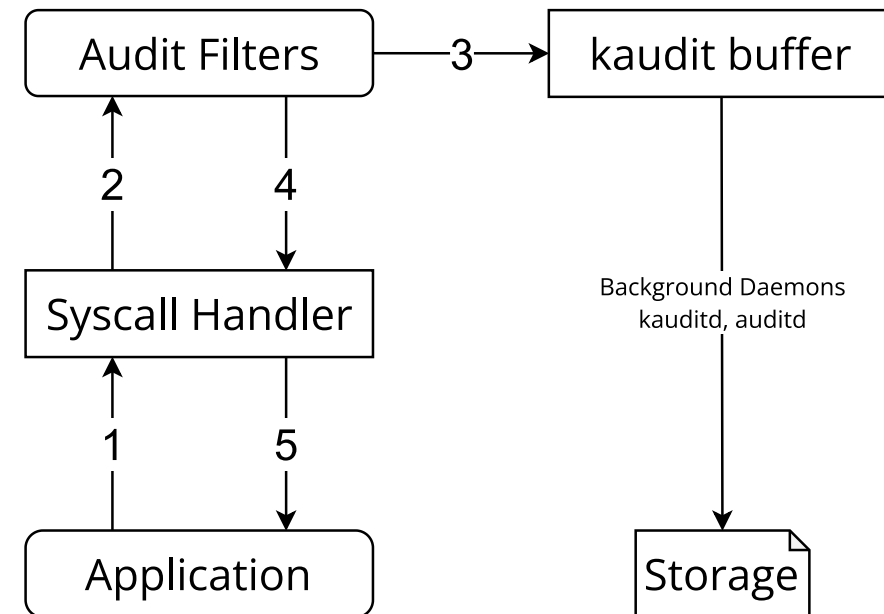 Audit Filters
3
kaudit buffer
2
4
Syscall Handler
Background Daemons
kauditd, auditd
1
5
Application
Storage